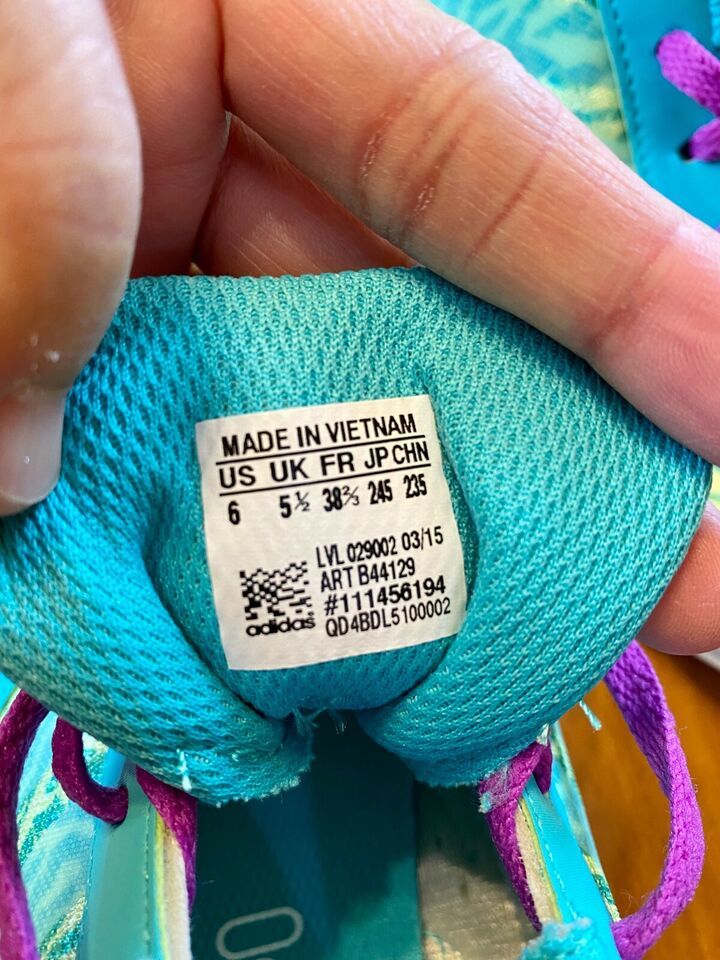 MADE IN VIETNAM
US UK FR JP CHN
6 5½ 38⅔ 245 235
LVL 029002 03/15
ART B44129
#111456194
adidas QD4BDL5100002